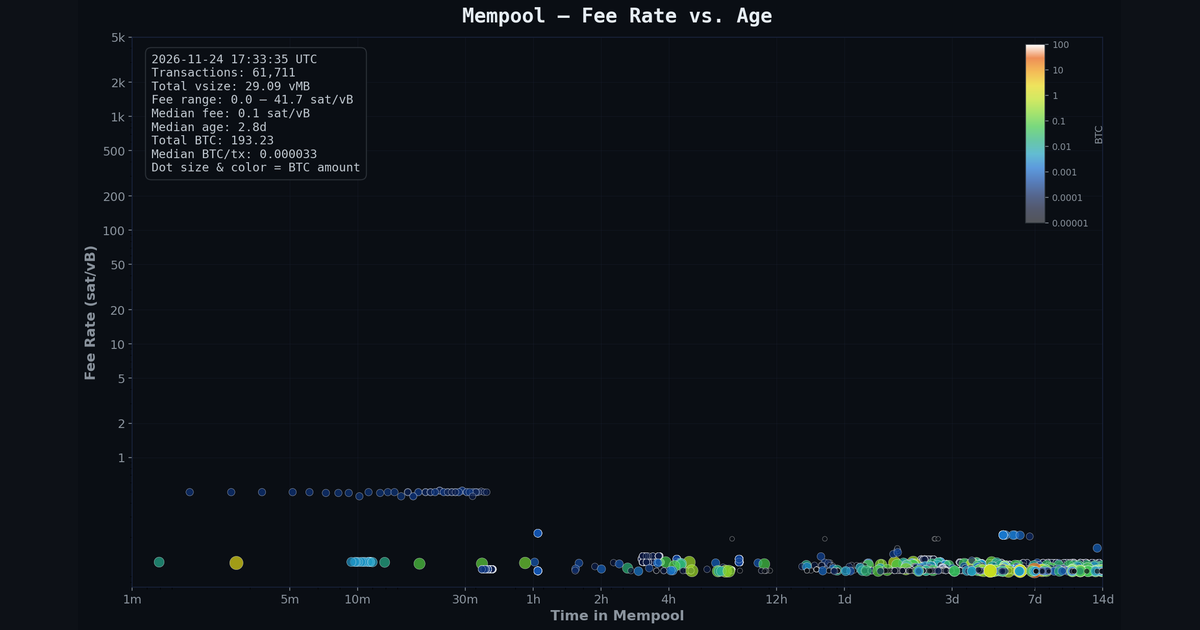 Mempool — Fee Rate vs. Age
2026-11-24 17:33:35 UTC
Transactions: 61,711
Total vsize: 29.09 vMB
Fee range: 0.0 – 41.7 sat/vB
Median fee: 0.1 sat/vB
Median age: 2.8d
Total BTC: 193.23
Median BTC/tx: 0.000033
Dot size & color = BTC amount
5k
2k
1k
500
200
100
50
20
10
5
2
1
Fee Rate (sat/vB)
100
10
1
0.1
0.01
0.001
0.0001
0.00001
BTC
1m 5m 10m 30m 1h 2h 4h 12h 1d 3d 7d 14d
Time in Mempool